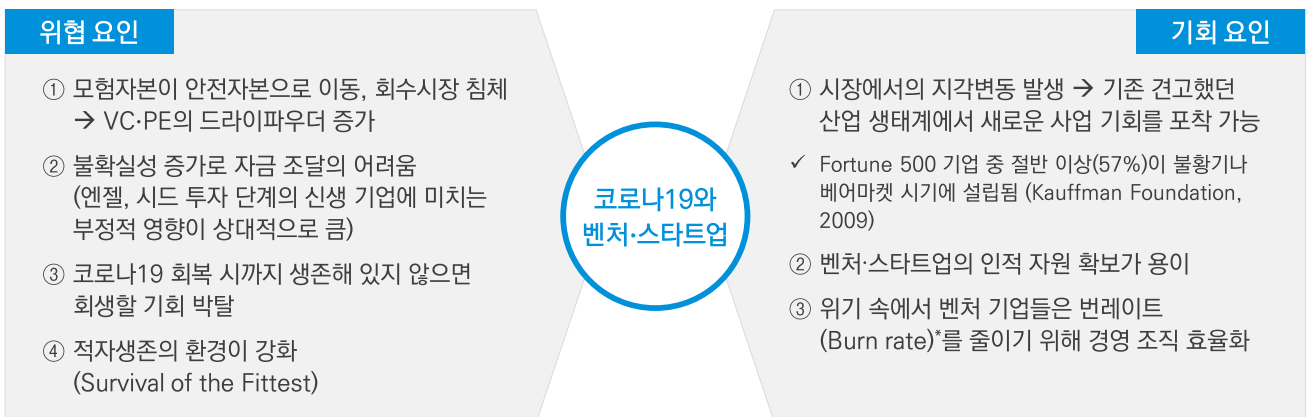 위협 요인
① 모험자본이 안전자본으로 이동, 회수시장 침체
→ VC·PE의 드라이파우더 증가
② 불확실성 증가로 자금 조달의 어려움
(엔젤, 시드 투자 단계의 신생 기업에 미치는
부정적 영향이 상대적으로 큼)
③ 코로나19 회복 시까지 생존해 있지 않으면
회생할 기회 박탈
④ 적자생존의 환경이 강화
(Survival of the Fittest)
코로나19와
벤처·스타트업
기회 요인
① 시장에서의 지각변동 발생 → 기존 견고했던
산업 생태계에서 새로운 사업 기회를 포착 가능
✓ Fortune 500 기업 중 절반 이상(57%)이 불황기나
베어마켓 시기에 설립됨 (Kauffman Foundation,
2009)
② 벤처·스타트업의 인적 자원 확보가 용이
③ 위기 속에서 벤처 기업들은 번레이트
(Burn rate)*를 줄이기 위해 경영 조직 효율화